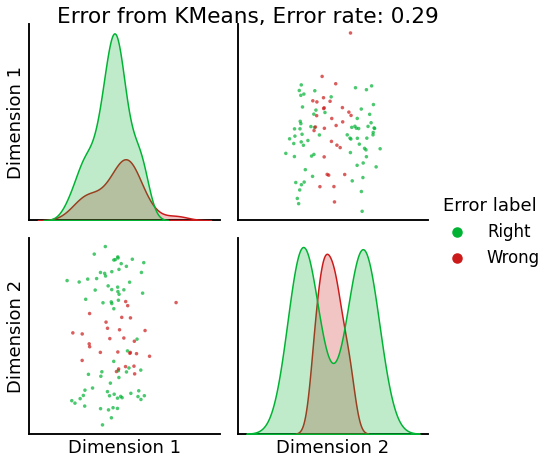 Error from KMeans, Error rate: 0.29
Dimension 1
Error label
Right
Wrong
Dimension 2
Dimension 1
Dimension 2